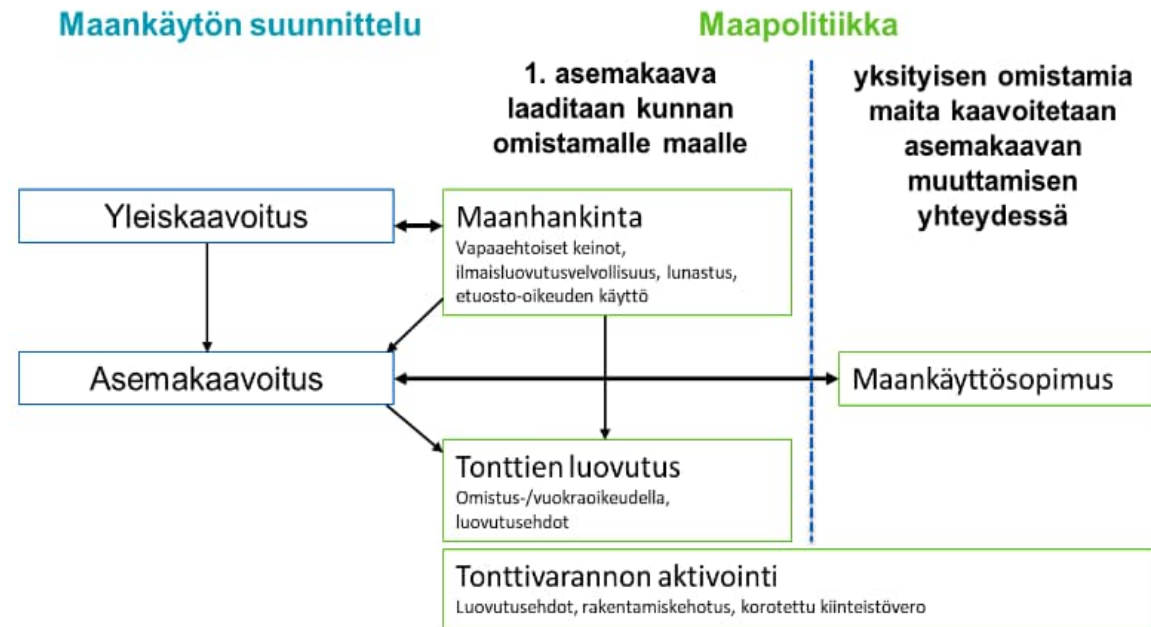 Maankäytön suunnittelu
Maapolitiikka
1. asemakaava
laaditaan kunnan
omistamalle maalle
yksityisen omistamia
maita kaavoitetaan
asemakaavan
muuttamisen
yhteydessä
Yleiskaavoitus
Maanhankinta
Vapaaehtoiset keinot,
ilmaisluovutusvelvollisuus, lunastus,
etuosto-oikeuden käyttö
Asemakaavoitus
Maankäyttösopimus
Tonttien luovutus
Omistus-/vuokraoikeudella,
luovutusehdot
Tonttivarannon aktivointi
Luovutusehdot, rakentamiskehotus, korotettu kiinteistövero